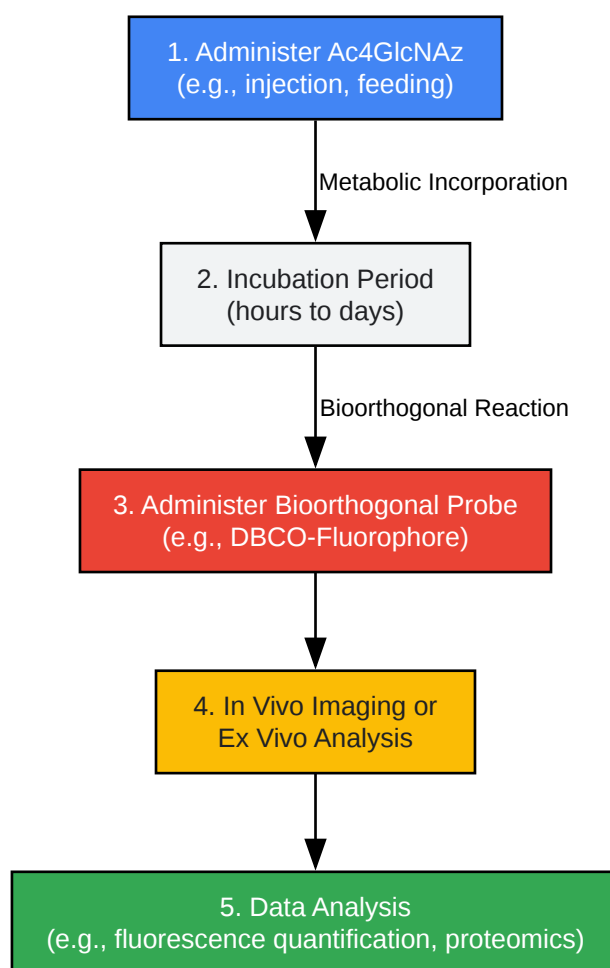 1. Administer Ac4GlcNAz
(e.g., injection, feeding)
Metabolic Incorporation
2. Incubation Period
(hours to days)
Bioorthogonal Reaction
3. Administer Bioorthogonal Probe
(e.g., DBCO-Fluorophore)
4. In Vivo Imaging or
Ex Vivo Analysis
5. Data Analysis
(e.g., fluorescence quantification, proteomics)